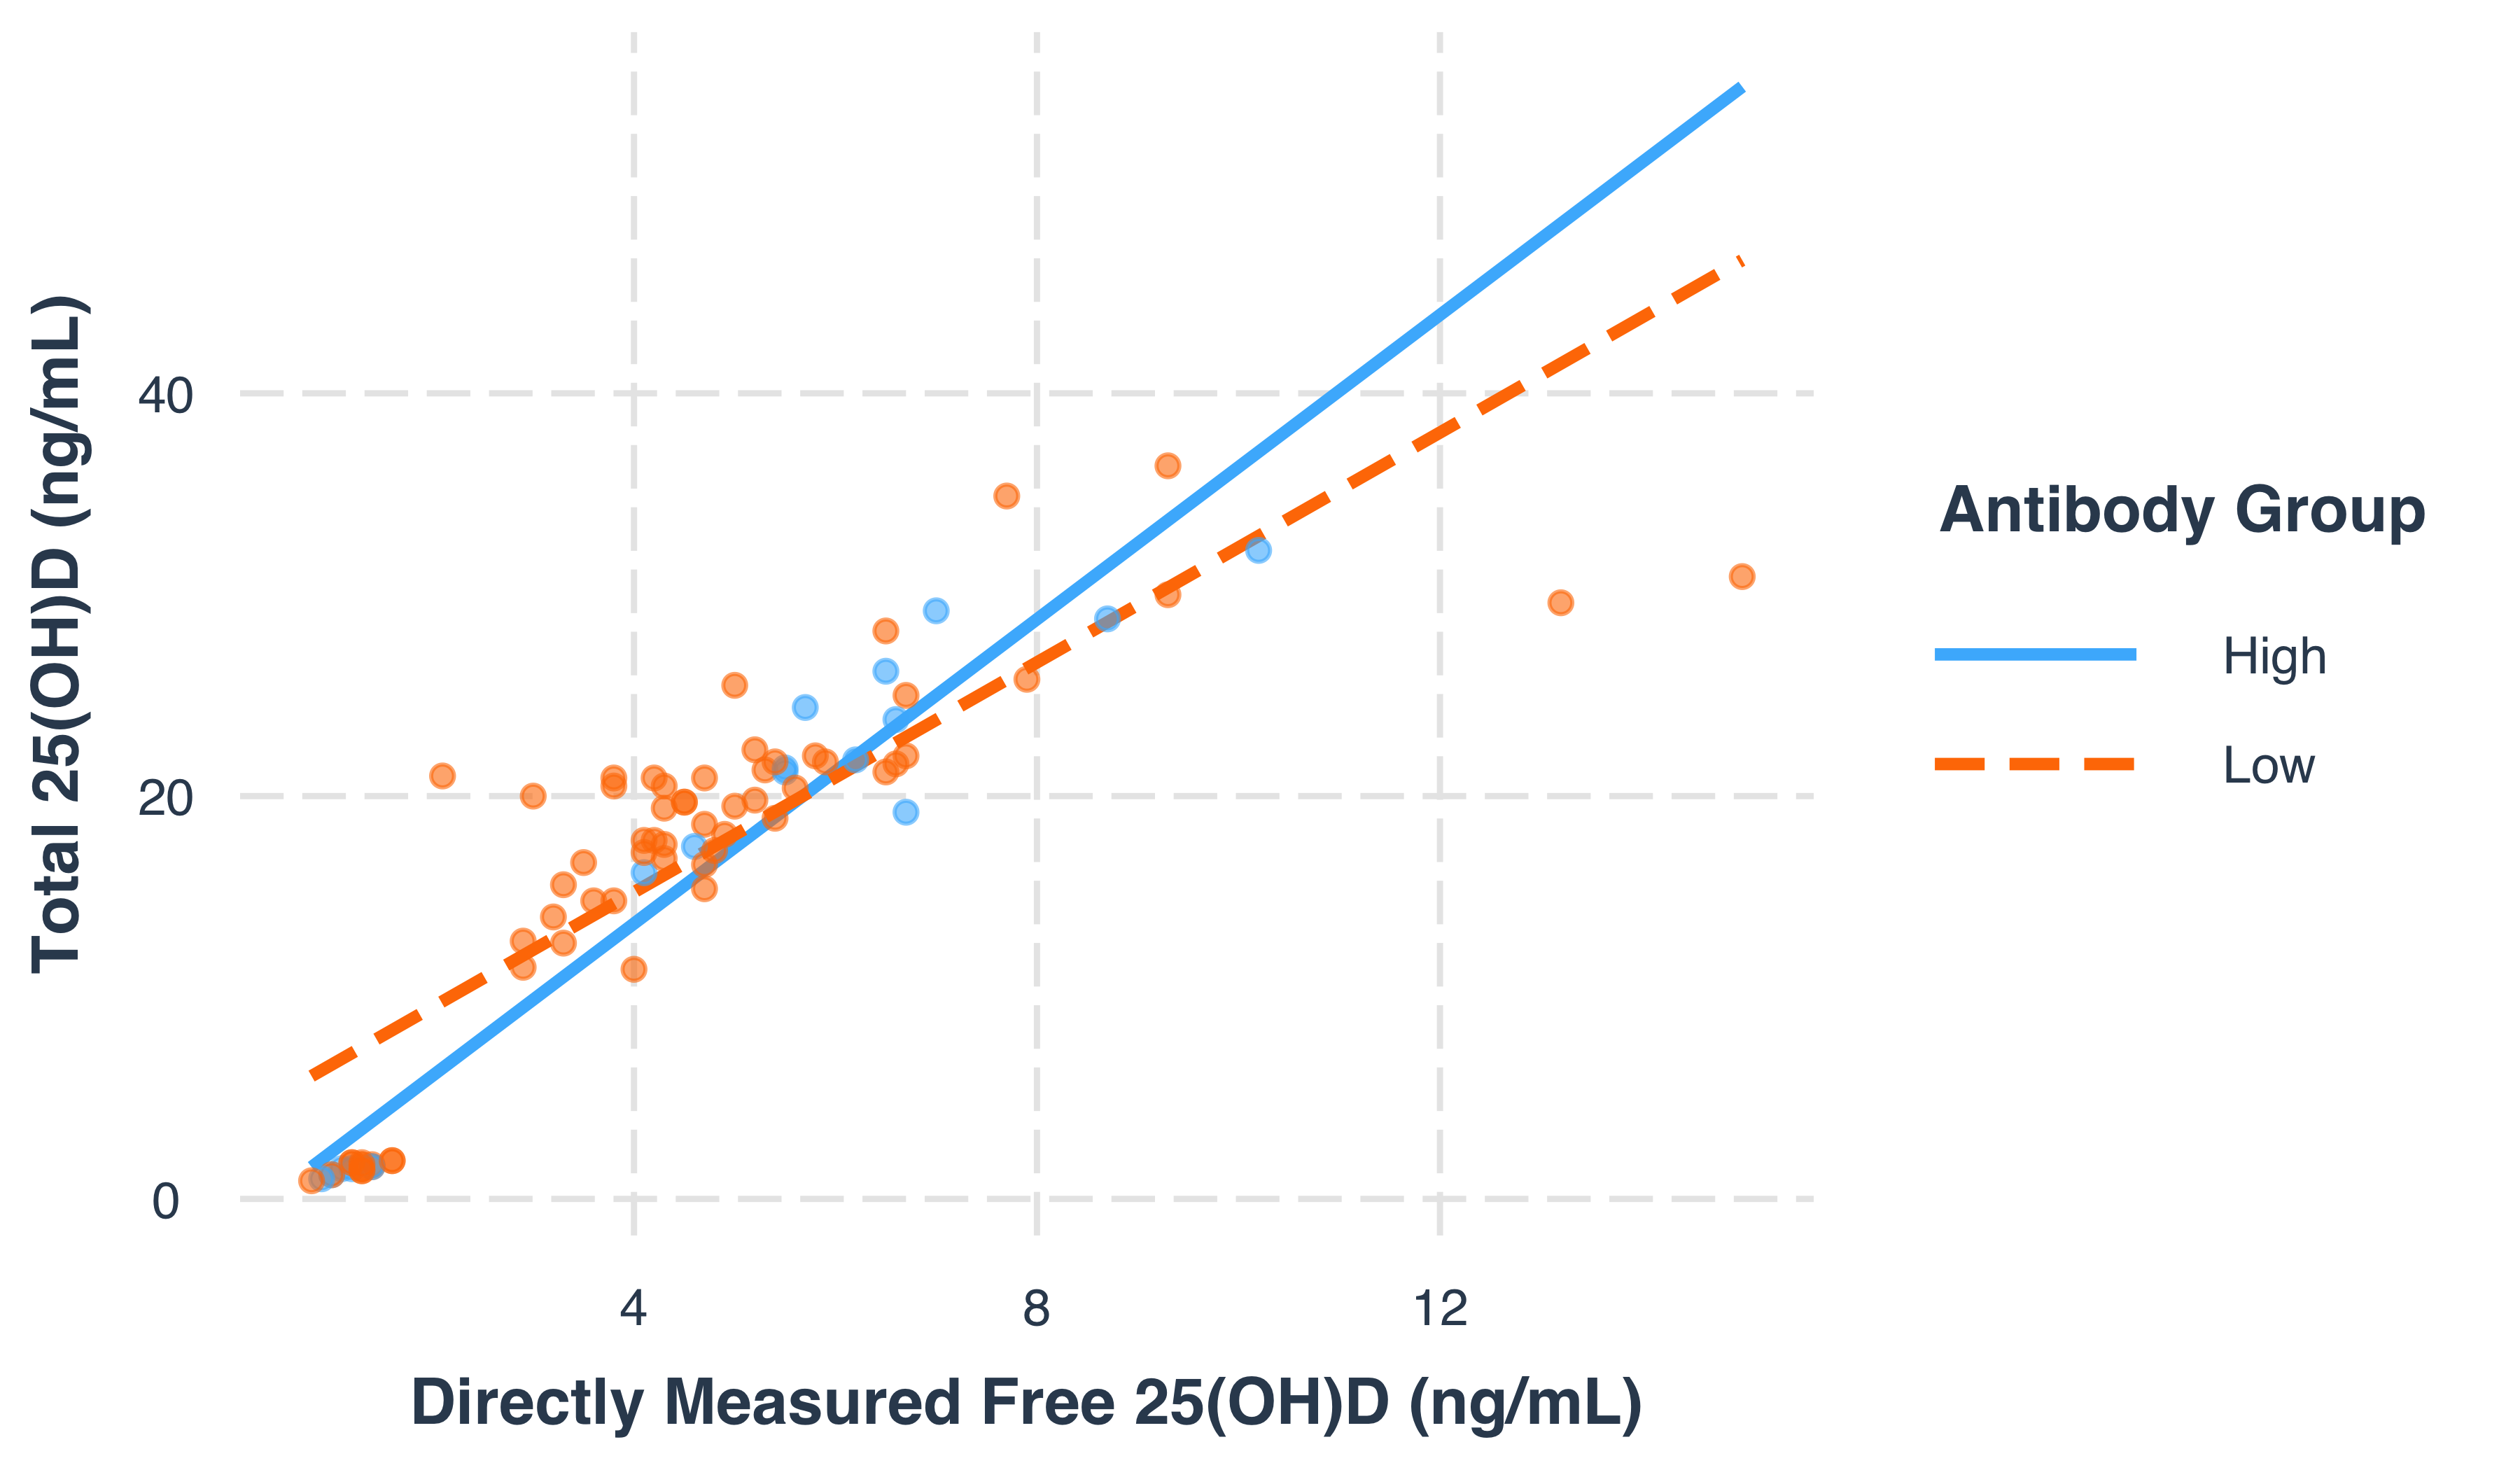 Total 25(OH)D (ng/mL)
40
20
0
4 8 12
Directly Measured Free 25(OH)D (ng/mL)
Antibody Group
High
Low